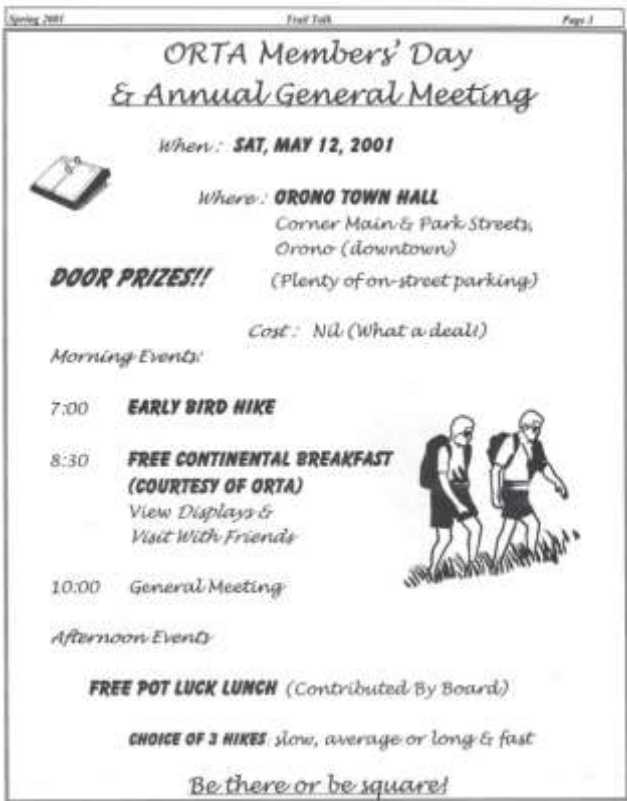 Spring 2001 Trail Talk Page 3
ORTA Members' Day
& Annual General Meeting
When: SAT, MAY 12, 2001
Where: ORONO TOWN HALL
Corner Main & Park Streets,
Orono (downtown)
DOOR PRIZES!! (Plenty of on-street parking)
Cost: Nil (What a deal!)
Morning Events:
7:00 EARLY BIRD HIKE
8:30 FREE CONTINENTAL BREAKFAST
(COURTESY OF ORTA)
View Displays &
Visit With Friends
10:00 General Meeting
Afternoon Events
FREE POT LUCK LUNCH (Contributed By Board)
CHOICE OF 3 HIKES: slow, average or long & fast
Be there or be square!